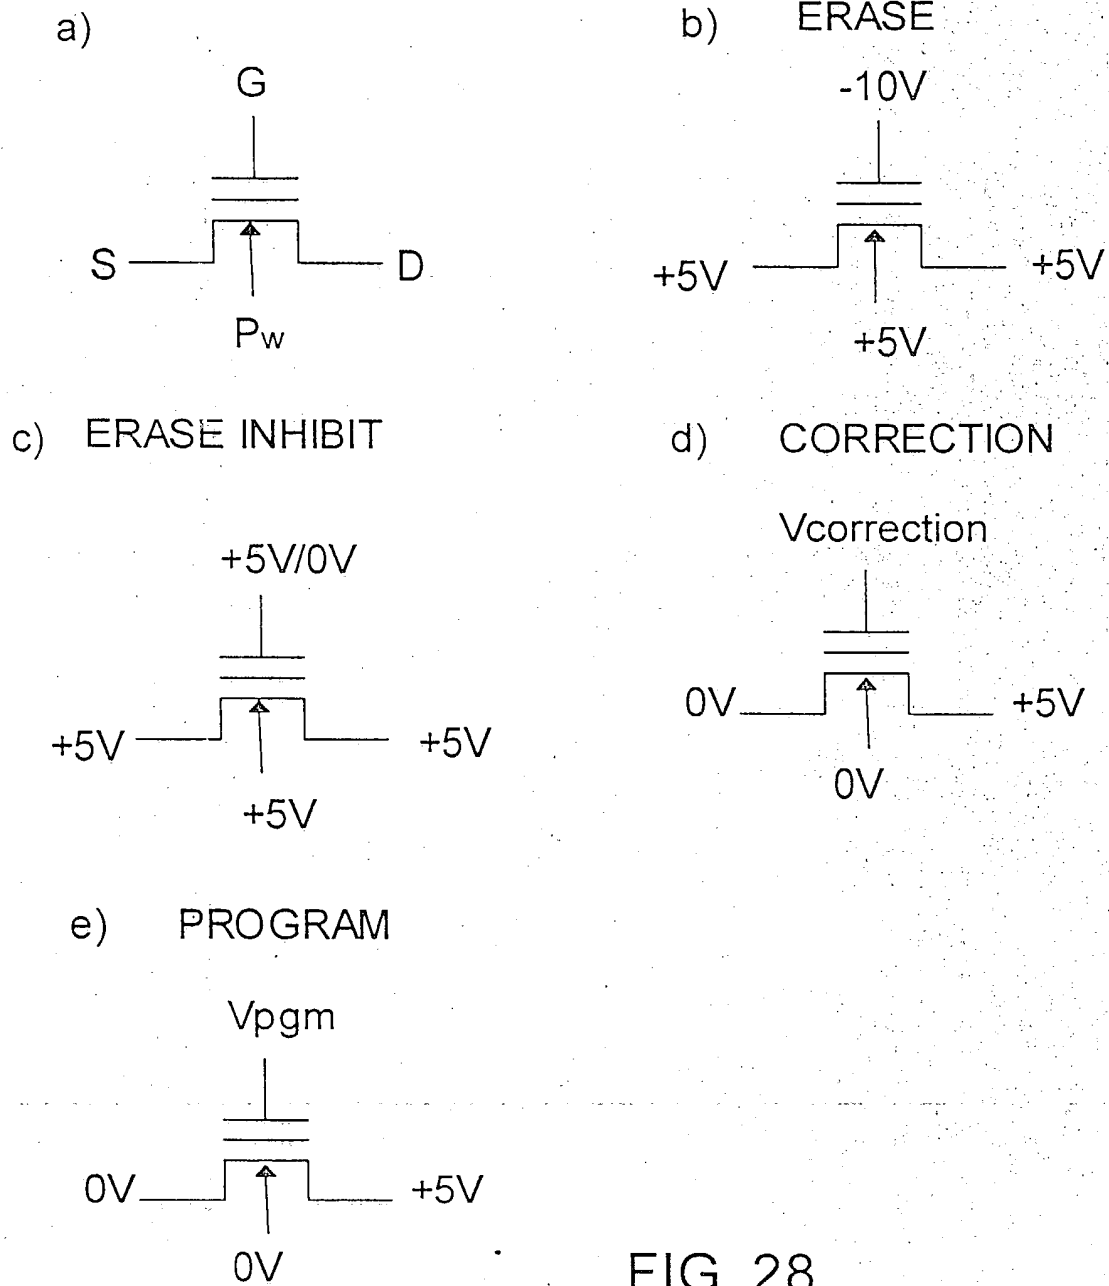 a)
G
S
D
Pw
b) ERASE
-10V
+5V
+5V
+5V
c) ERASE INHIBIT
+5V/0V
+5V
+5V
+5V
d) CORRECTION
Vcorrection
0V
+5V
0V
e) PROGRAM
Vpgm
0V
+5V
0V
FIG. 28